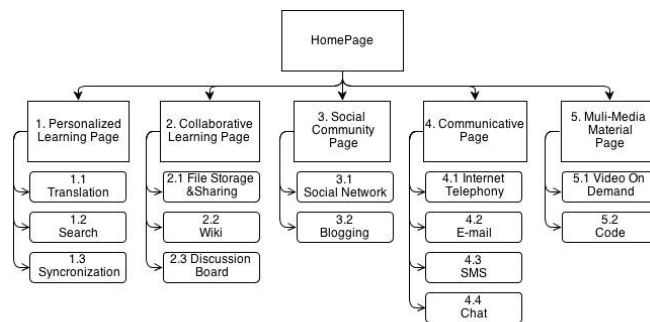 HomePage
1. Personalized
Learning Page
2. Collaborative
Learning Page
3. Social
Community
Page
4. Communicative
Page
5. Muli-Media
Material
Page
1.1
Translation
2.1 File Storage
&Sharing
3.1
Social Network
4.1 Internet
Telephony
5.1 Video On
Demand
1.2
Search
2.2
Wiki
3.2
Blogging
4.2
E-mail
5.2
Code
1.3
Syncronization
2.3 Discussion
Board
4.3
SMS
4.4
Chat